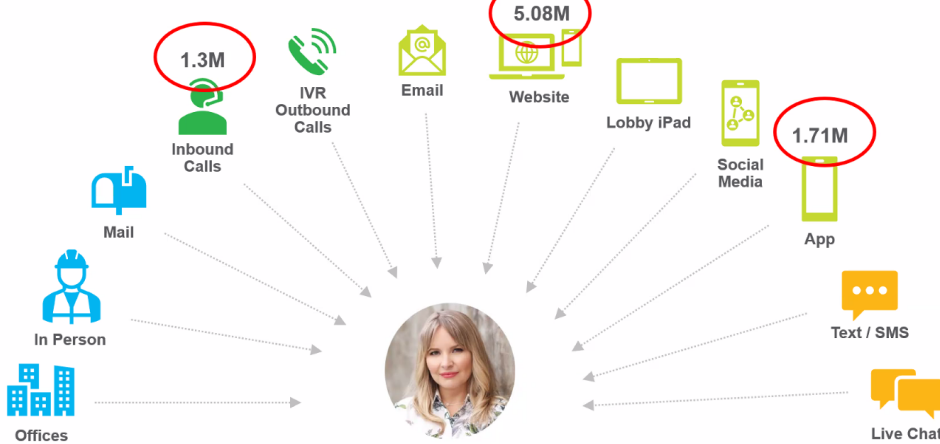 5.08M
1.3M
1.71M
IVR
Outbound
Calls
Email
Website
Lobby iPad
Inbound
Calls
Social
Media
Mail
App
In Person
Text / SMS
Offices
Live Chat